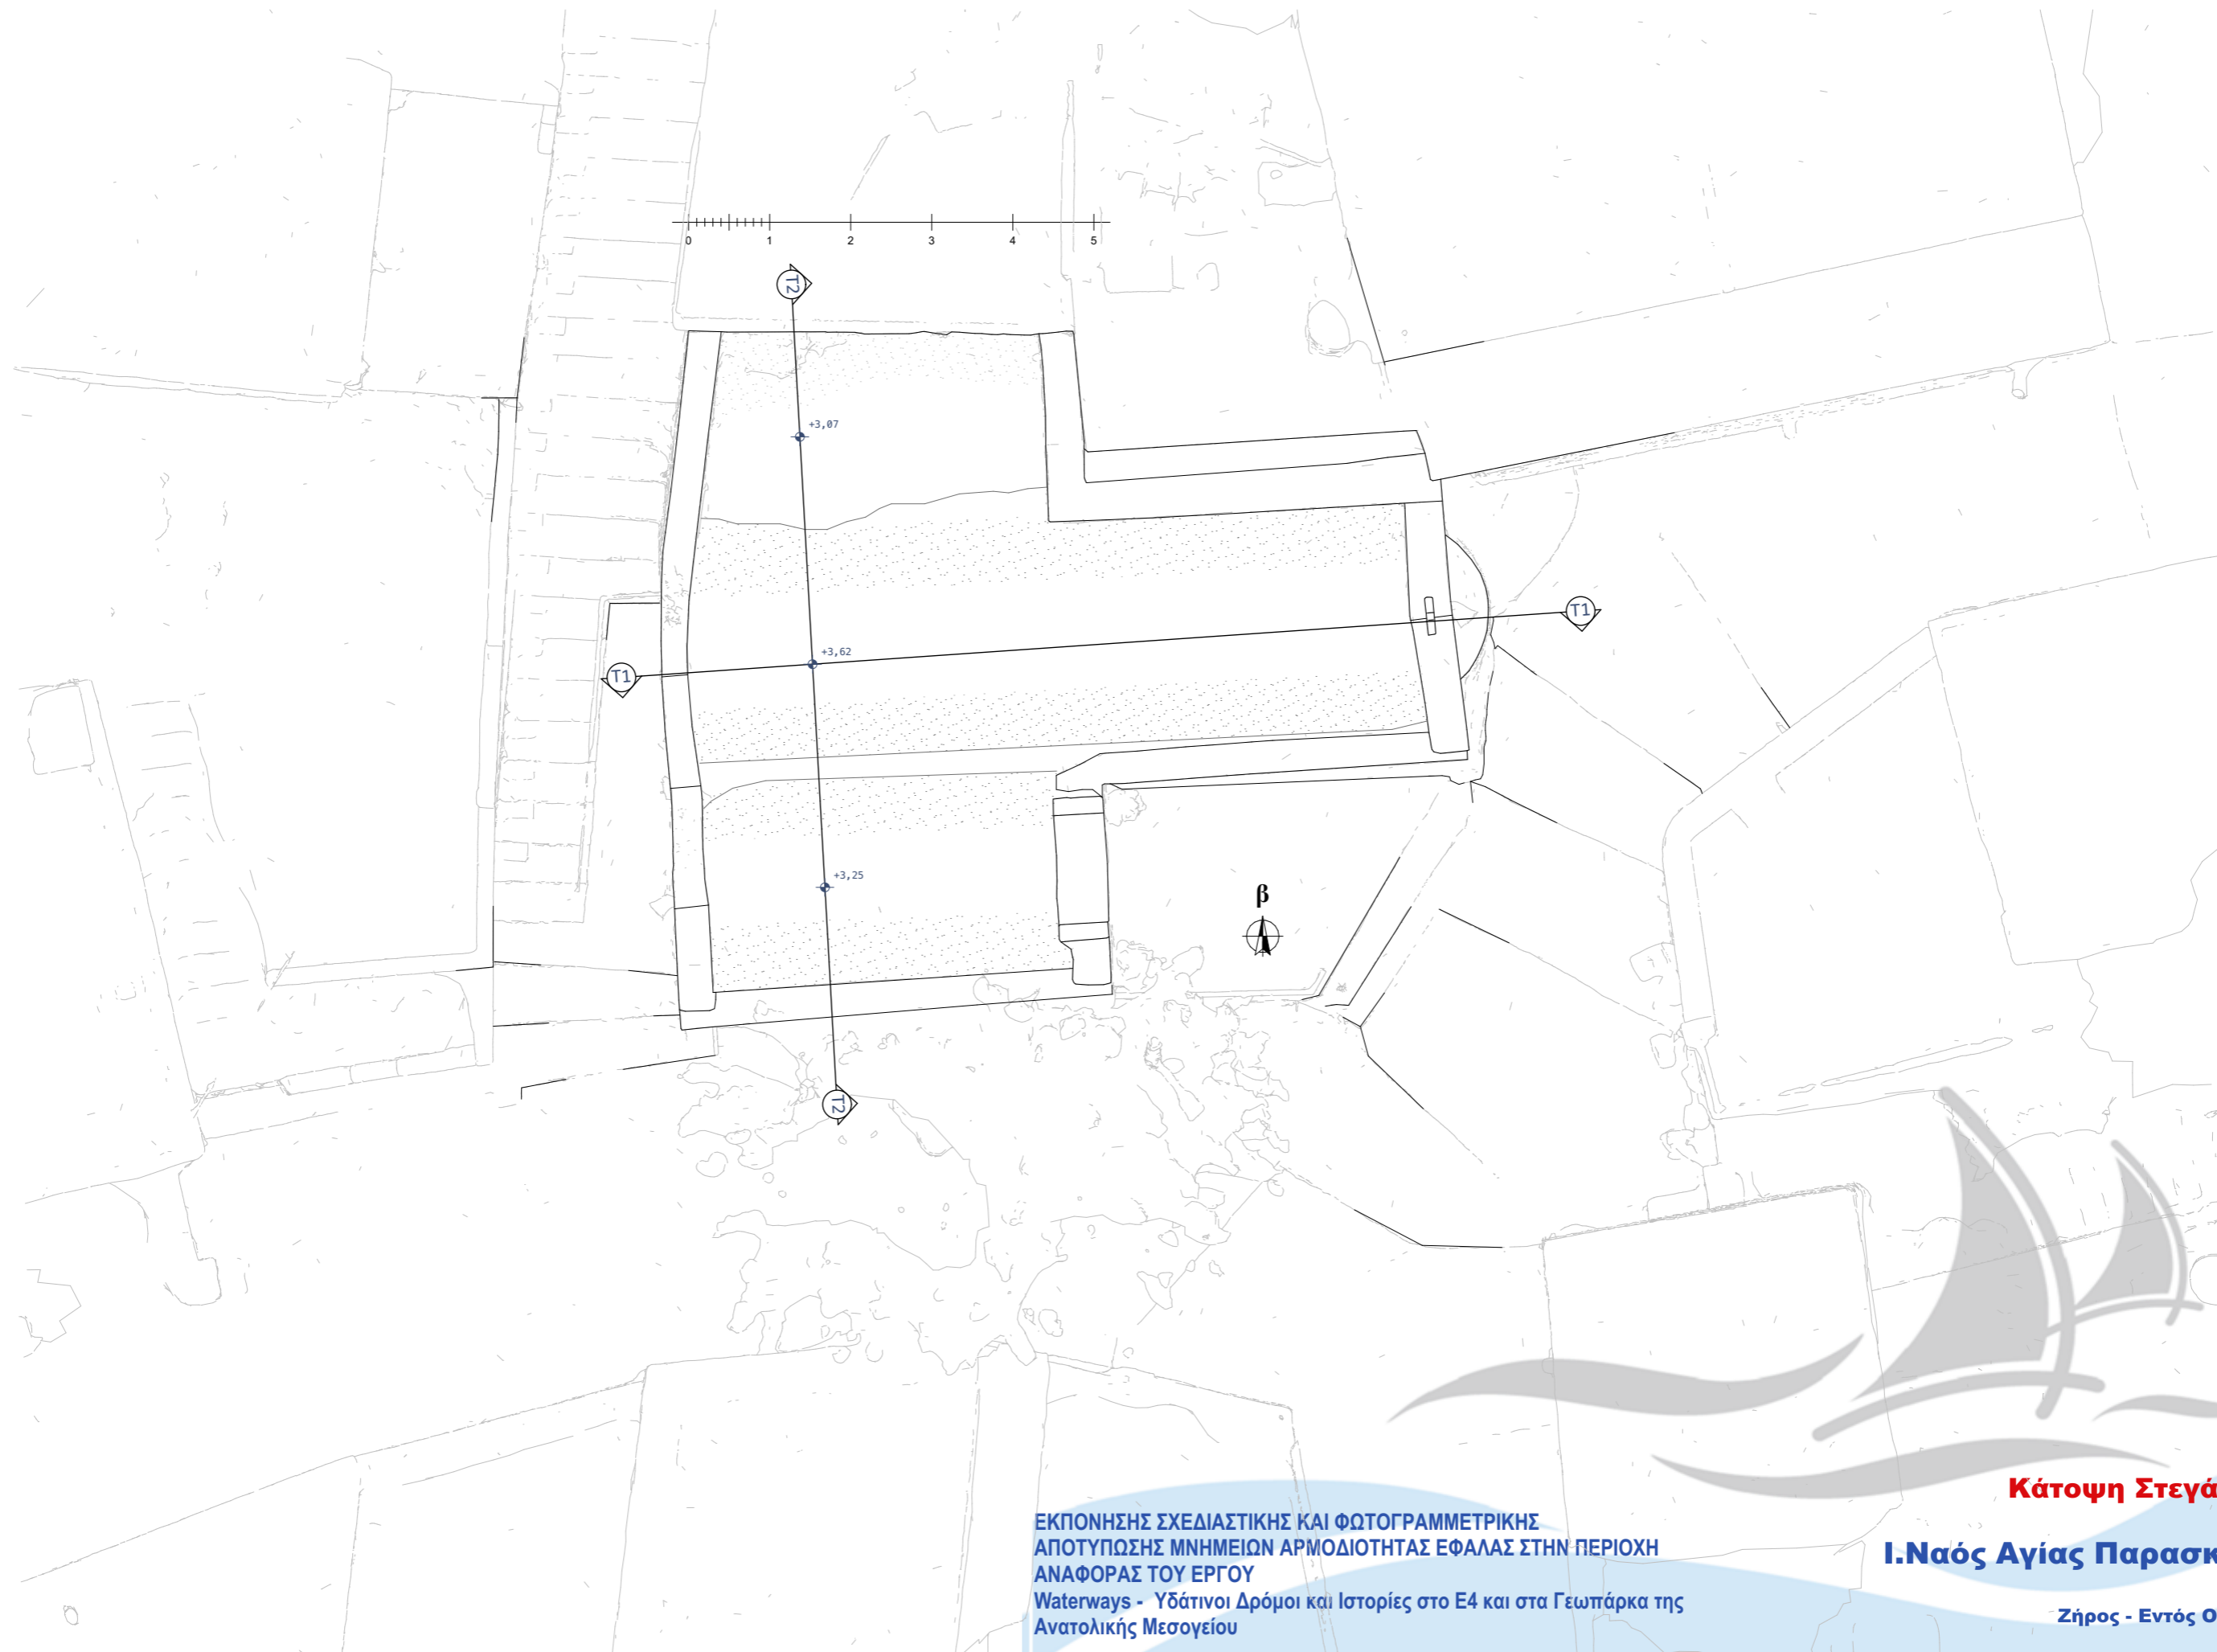 0 1 2 3 4 5
T2
+3,07
T1
+3,62
T1
+3,25
β
T2
Κάτοψη Στεγά
ΕΚΠΟΝΗΣΗΣ ΣΧΕΔΙΑΣΤΙΚΗΣ ΚΑΙ ΦΩΤΟΓΡΑΜΜΕΤΡΙΚΗΣ
ΑΠΟΤΥΠΩΣΗΣ ΜΝΗΜΕΙΩΝ ΑΡΜΟΔΙΟΤΗΤΑΣ ΕΦΑΛΑΣ ΣΤΗΝ ΠΕΡΙΟΧΗ
ΑΝΑΦΟΡΑΣ ΤΟΥ ΕΡΓΟΥ
Waterways - Υδάτινοι Δρόμοι και Ιστορίες στο Ε4 και στα Γεωπάρκα της
Ανατολικής Μεσογείου
Ι.Ναός Αγίας Παρασκ
Ζήρος - Εντός Ο